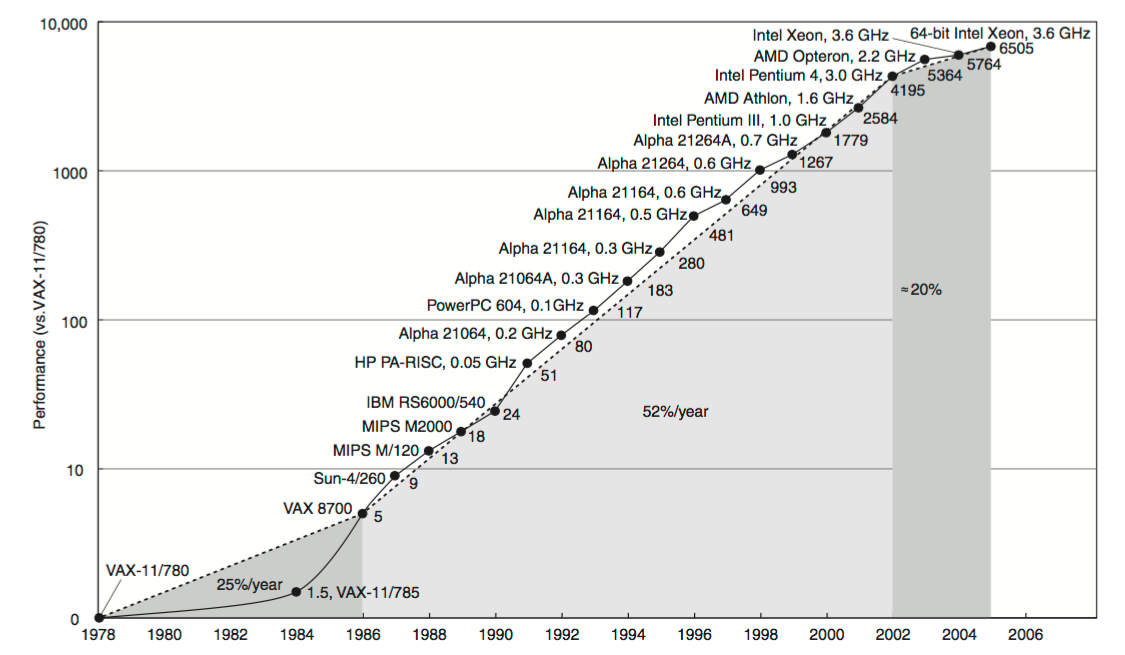 10,000
1000
100
10
0
Performance (vs. VAX-11/780)
Intel Xeon, 3.6 GHz
64-bit Intel Xeon, 3.6 GHz
6505
AMD Opteron, 2.2 GHz
5764
Intel Pentium 4, 3.0 GHz
5364
4195
AMD Athlon, 1.6 GHz
2584
Intel Pentium III, 1.0 GHz
1779
Alpha 21264A, 0.7 GHz
1267
Alpha 21264, 0.6 GHz
993
Alpha 21164, 0.6 GHz
649
Alpha 21164, 0.5 GHz
481
Alpha 21164, 0.3 GHz
280
Alpha 21064A, 0.3 GHz
183
PowerPC 604, 0.1GHz
117
Alpha 21064, 0.2 GHz
80
HP PA-RISC, 0.05 GHz
51
IBM RS6000/540
24
MIPS M2000
18
MIPS M/120
13
Sun-4/260
9
VAX 8700
5
VAX-11/780
1.5, VAX-11/785
25%/year
52%/year
≈20%
1978 1980 1982 1984 1986 1988 1990 1992 1994 1996 1998 2000 2002 2004 2006